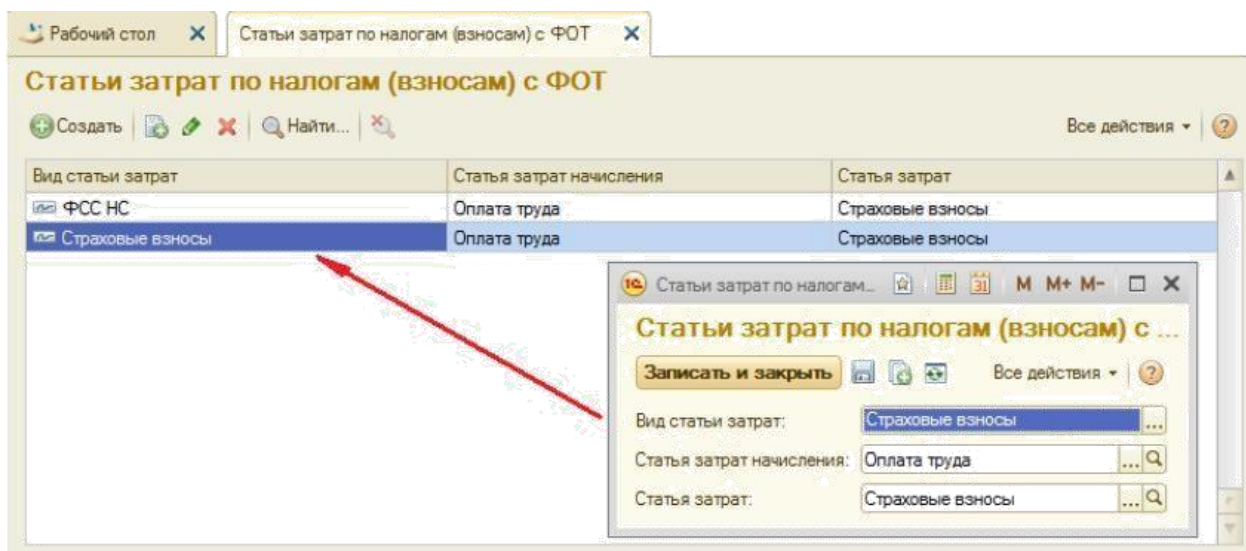 Рабочий стол Статьи затрат по налогам (взносам) с ФОТ
Статьи затрат по налогам (взносам) с ФОТ
Создать Найти... Все действия ?
Вид статьи затрат Статья затрат начисления Статья затрат
ФСС НС Оплата труда Страховые взносы
Страховые взносы Оплата труда Страховые взносы
1С Статьи затрат по налогам... 31 M M+ M-
Статьи затрат по налогам (взносам) с ...
Записать и закрыть Все действия ?
Вид статьи затрат: Страховые взносы ...
Статья затрат начисления: Оплата труда ...
Статья затрат: Страховые взносы ...